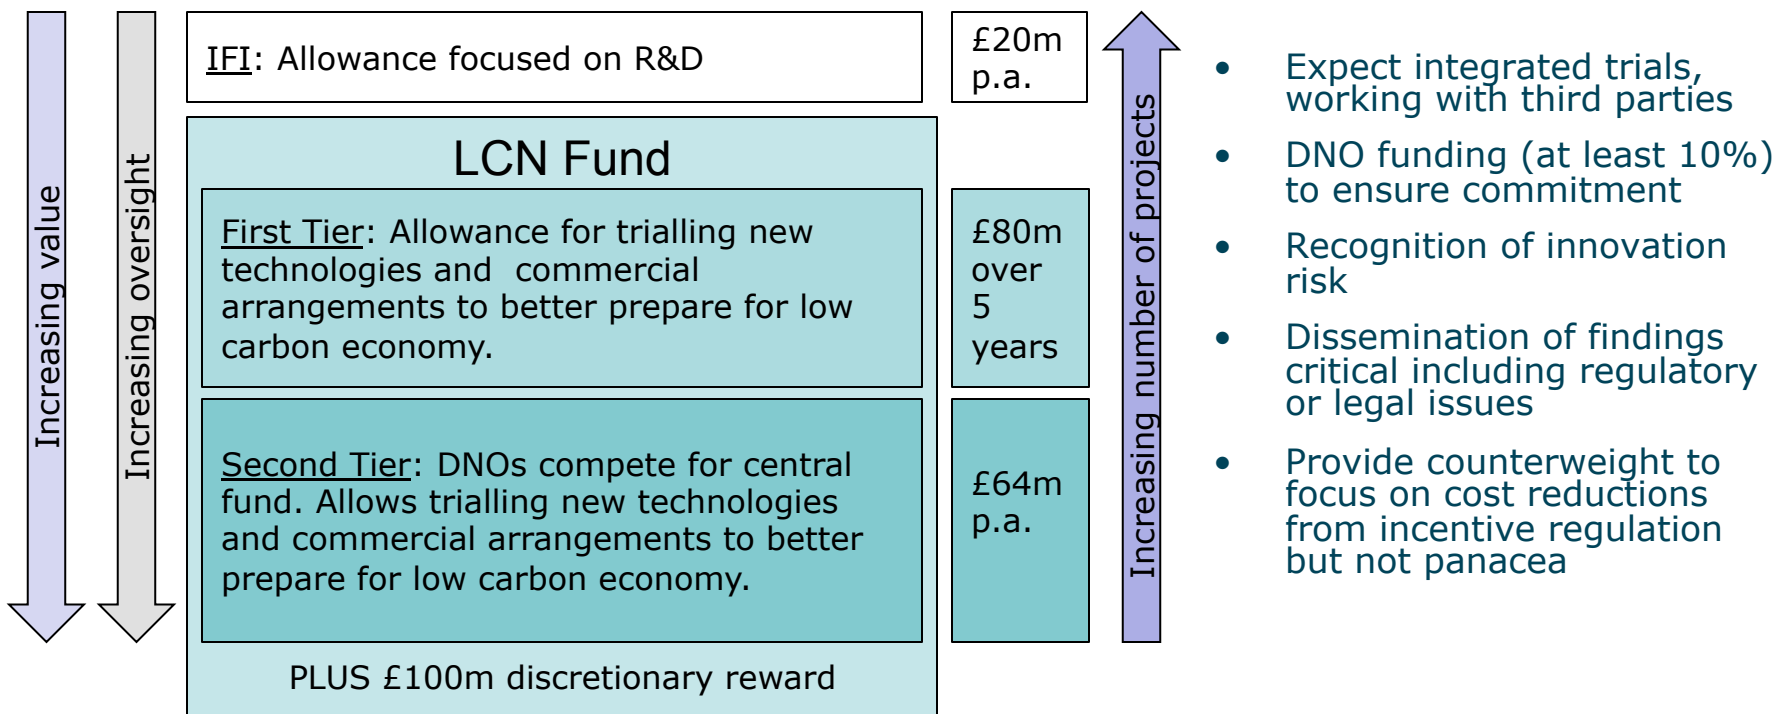 Increasing value
Increasing oversight
IFI: Allowance focused on R&D
£20m
p.a.
LCN Fund
First Tier: Allowance for trialling new
technologies and commercial
arrangements to better prepare for low
carbon economy.
£80m
over
5
years
Second Tier: DNOs compete for central
fund. Allows trialling new technologies
and commercial arrangements to better
prepare for low carbon economy.
£64m
p.a.
PLUS £100m discretionary reward
Increasing number of projects
• Expect integrated trials,
working with third parties
• DNO funding (at least 10%)
to ensure commitment
• Recognition of innovation
risk
• Dissemination of findings
critical including regulatory
or legal issues
• Provide counterweight to
focus on cost reductions
from incentive regulation
but not panacea